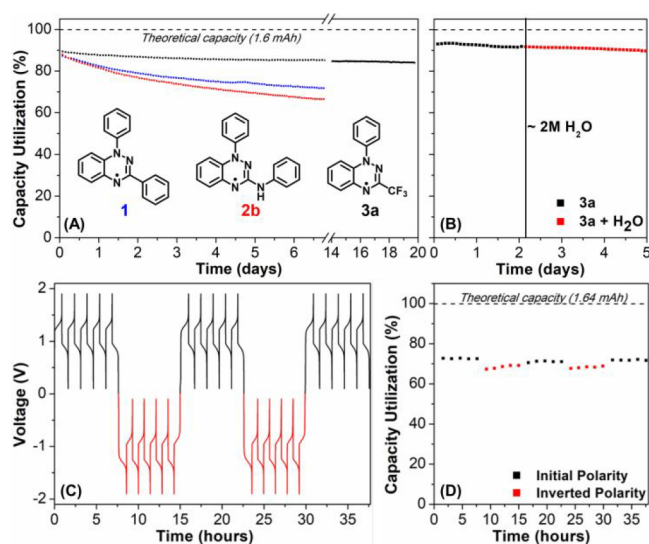 Theoretical capacity (1.6 mAh)
100
80
60
40
20
0
Capacity Utilization (%)
N
N
N
1
N
N
N
N
H
2b
N
N
N
CF3
3a
(A)
0 1 2 3 4 5 6 14 16 18 20
Time (days)
~ 2M H2O
3a
3a + H2O
(B)
0 1 2 3 4 5
Time (days)
2
1
0
-1
-2
Voltage (V)
(C)
0 5 10 15 20 25 30 35
Time (hours)
Theoretical capacity (1.64 mAh)
100
80
60
40
20
0
Capacity Utilization (%)
Initial Polarity
Inverted Polarity
(D)
0 5 10 15 20 25 30 35
Time (hours)